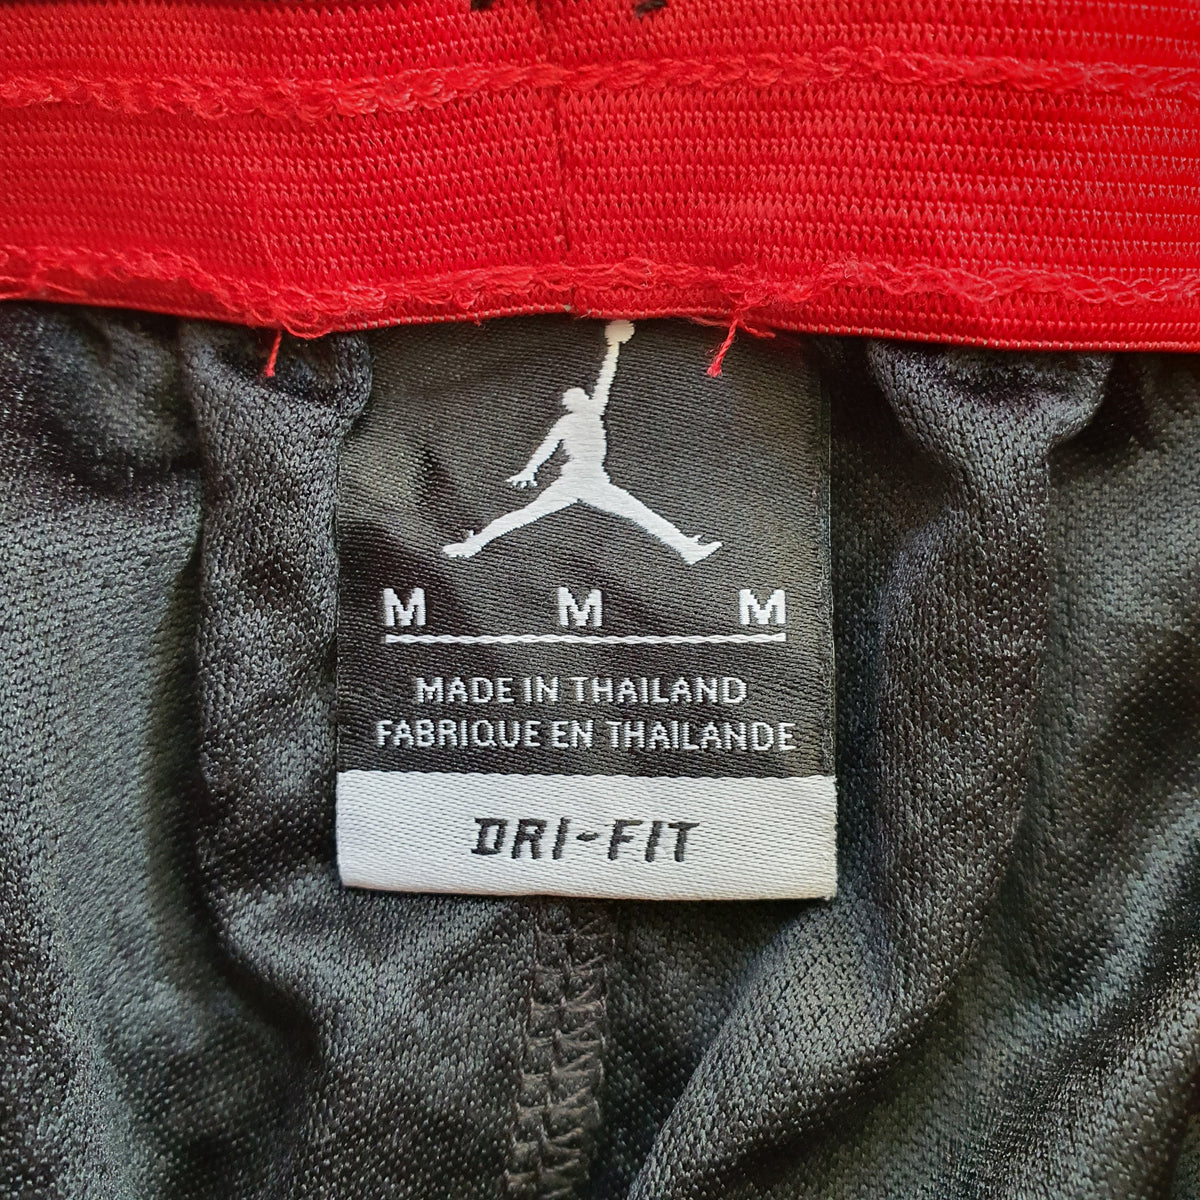 M M M
MADE IN THAILAND
FABRIQUE EN THAILANDE
DRI-FIT